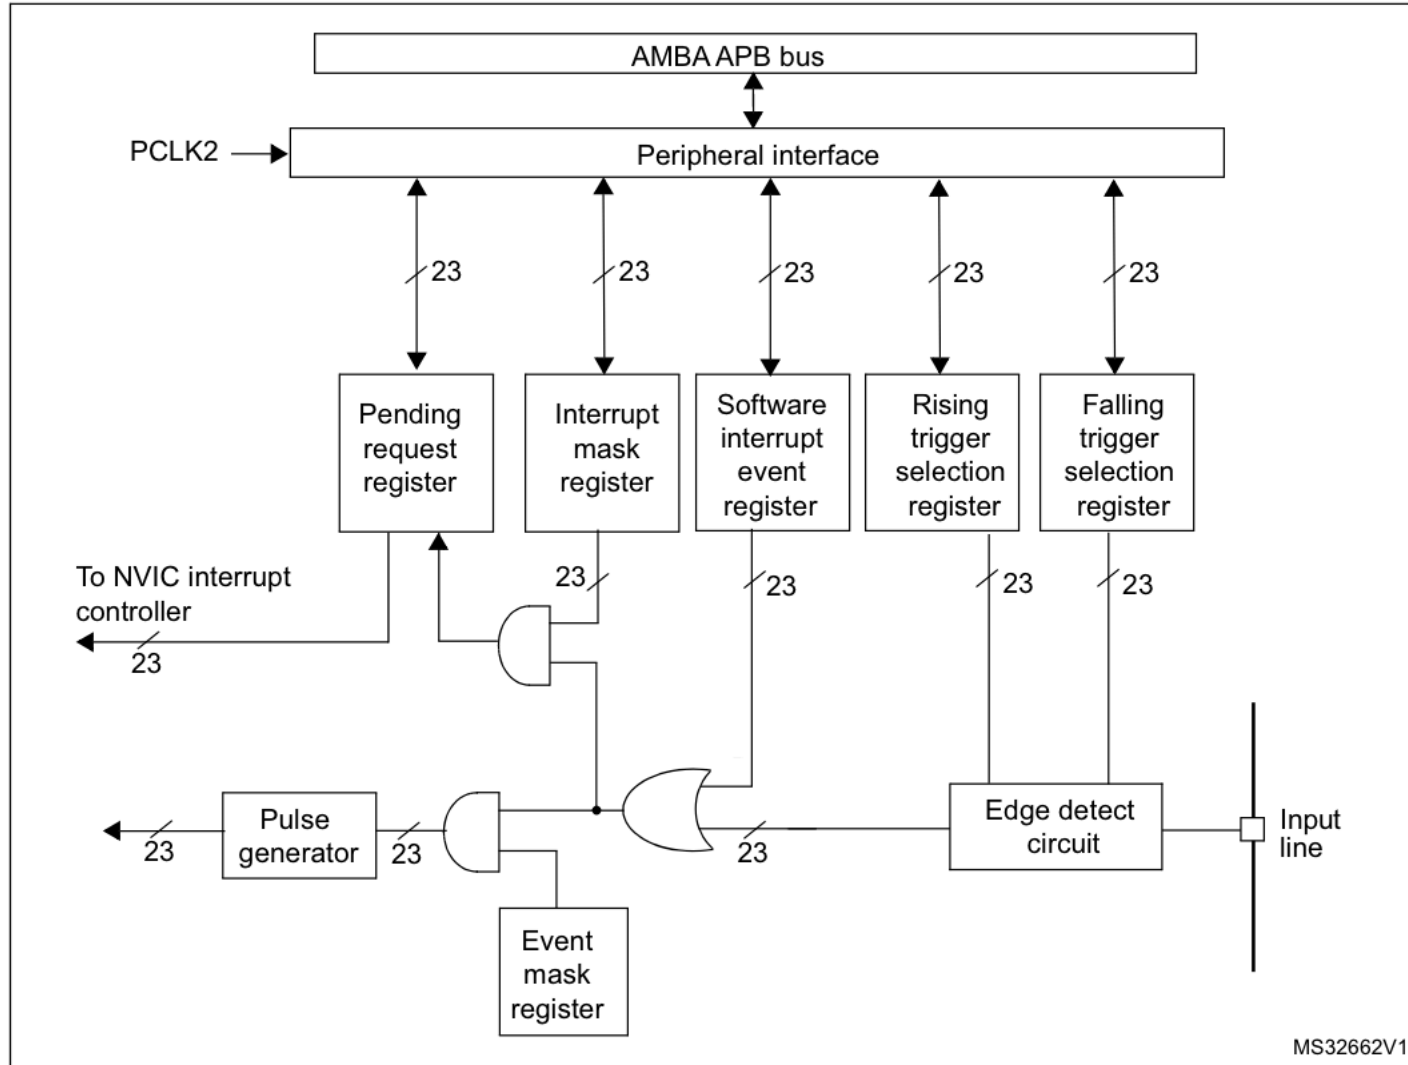 AMBA APB bus
PCLK2
Peripheral interface
23
23
23
23
23
Pending
request
register
Interrupt
mask
register
Software
interrupt
event
register
Rising
trigger
selection
register
Falling
trigger
selection
register
To NVIC interrupt
controller
23
23
23
23
23
23
Pulse
generator
23
23
Edge detect
circuit
Input
line
23
Event
mask
register
MS32662V1